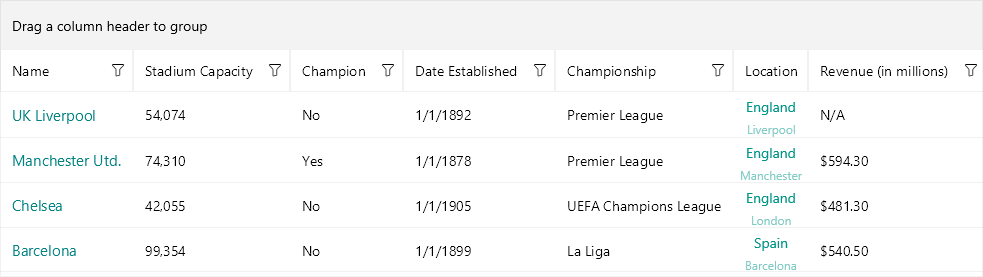 Drag a column header to group
Name Stadium Capacity Champion Date Established Championship Location Revenue (in millions)
UK Liverpool 54,074 No 1/1/1892 Premier League England Liverpool N/A
Manchester Utd. 74,310 Yes 1/1/1878 Premier League England Manchester $594.30
Chelsea 42,055 No 1/1/1905 UEFA Champions League England London $481.30
Barcelona 99,354 No 1/1/1899 La Liga Spain Barcelona $540.50